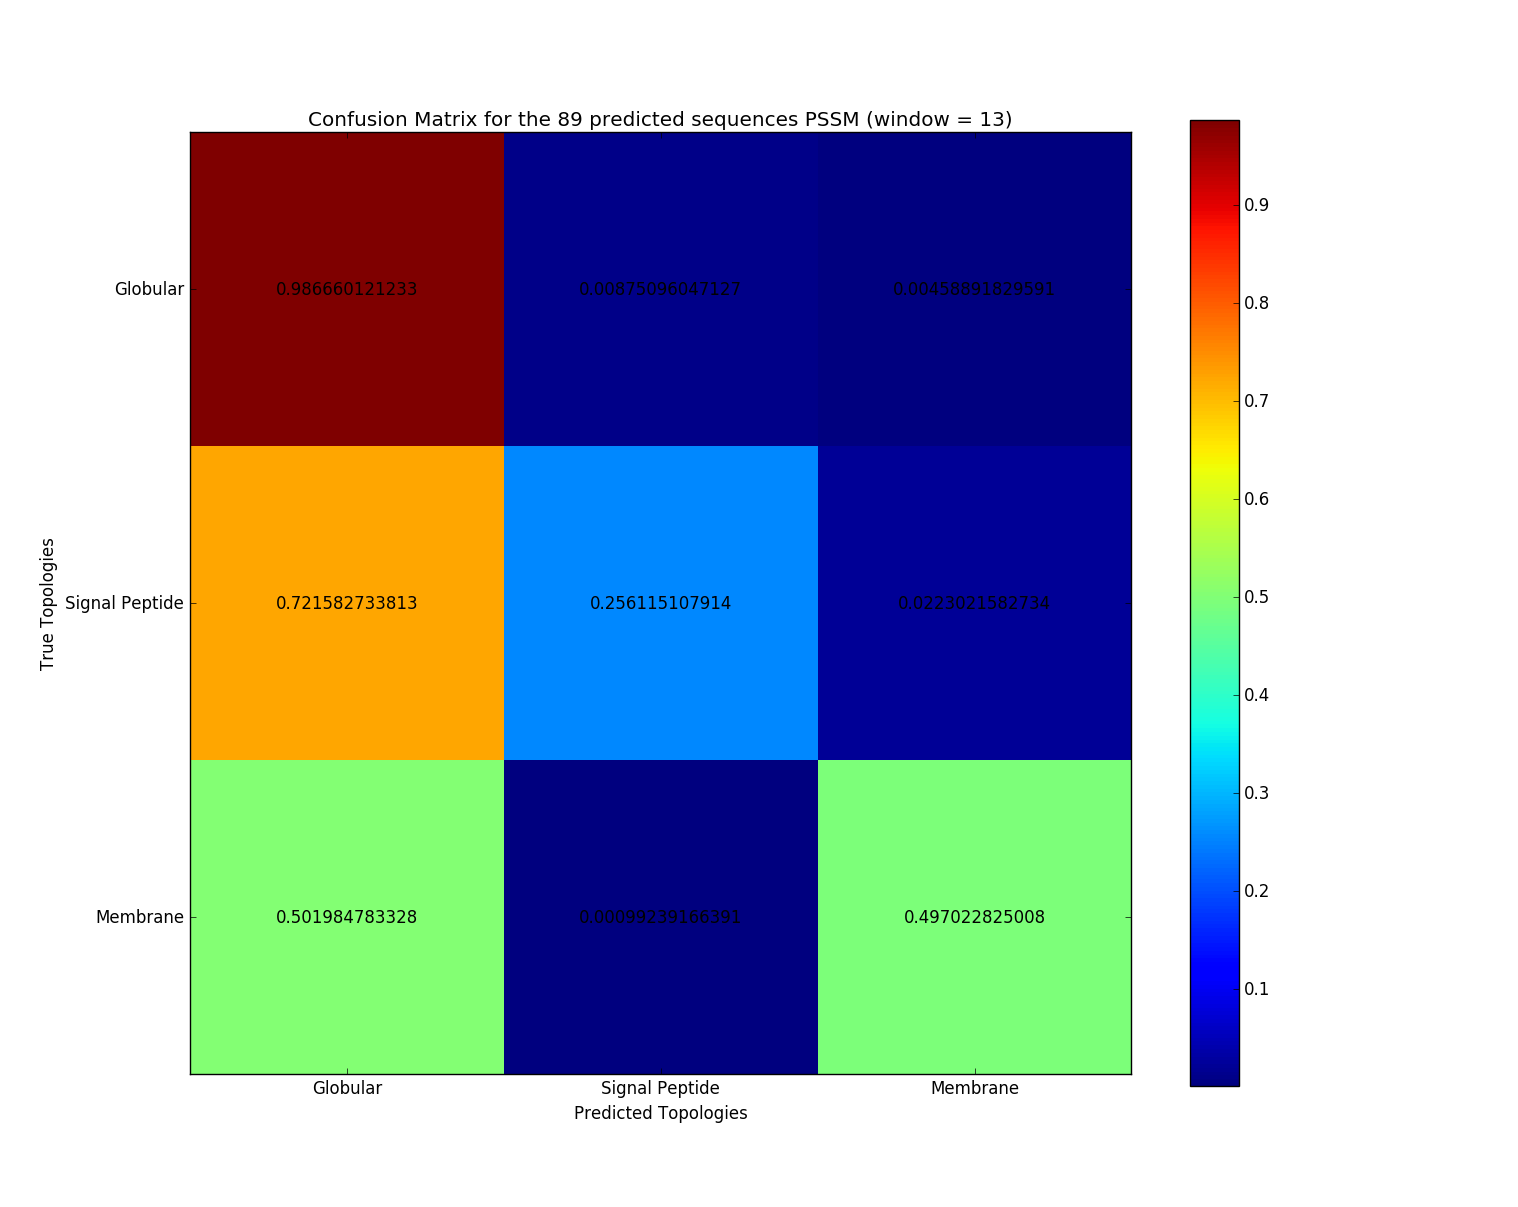 Confusion Matrix for the 89 predicted sequences PSSM (window = 13)
Globular 0.986660121233 0.00875096047127 0.00458891829591
Signal Peptide 0.721582733813 0.256115107914 0.0223021582734
Membrane 0.501984783328 0.00099239166391 0.497022825008
Globular Signal Peptide Membrane
Predicted Topologies
True Topologies
0.9
0.8
0.7
0.6
0.5
0.4
0.3
0.2
0.1